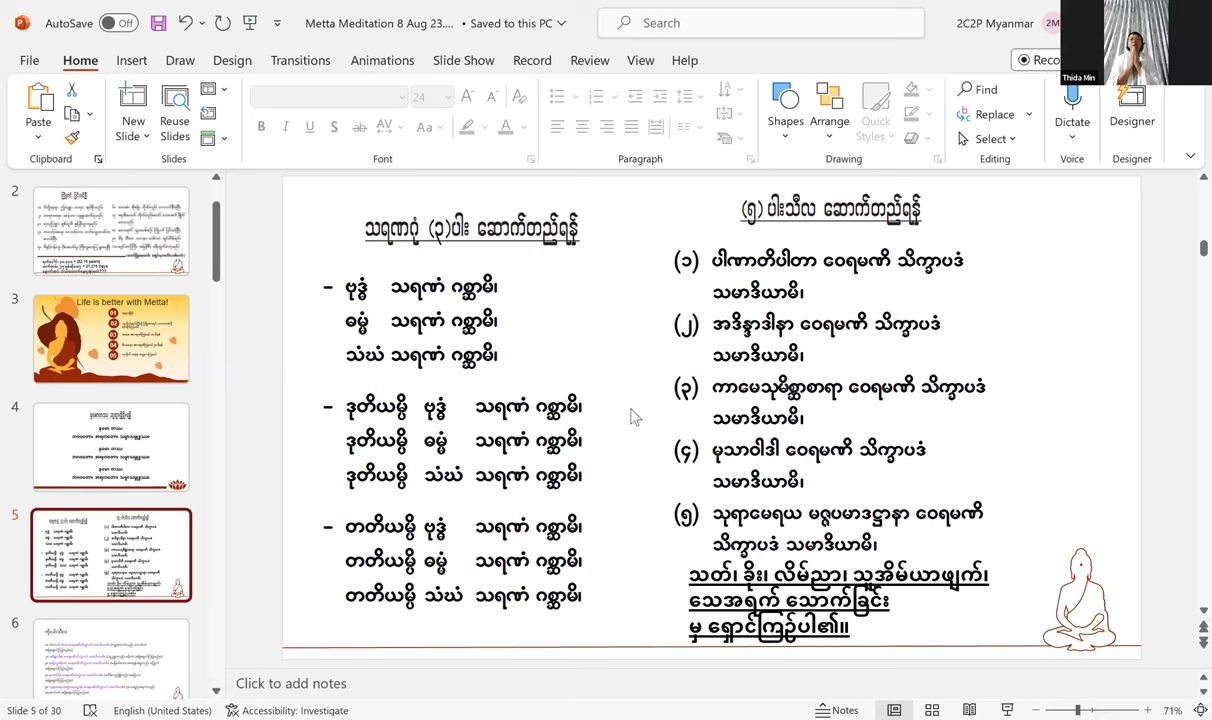 AutoSave Off Metta Meditation 8 Aug 23.... • Saved to this PC Search 2C2P Myanmar 2M
File Home Insert Draw Design Transitions Animations Slide Show Record Review View Help
Thida Min
Paste New Slide Reuse Slides 24 Shapes Arrange Quick Styles Find Replace Select Dictate Designer
Clipboard Slides Font Paragraph Drawing Editing Voice Designer
2
3
Life is better with Metta!
01
02
03
04
05
4
5
6
သရဏဂုံ (၃)ပါး ဆောက်တည်ရန်
– ဗုဒ္ဓံ သရဏံ ဂစ္ဆာမိ၊
ဓမ္မံ သရဏံ ဂစ္ဆာမိ၊
သံဃံ သရဏံ ဂစ္ဆာမိ၊
– ဒုတိယမ္ပိ ဗုဒ္ဓံ သရဏံ ဂစ္ဆာမိ၊
ဒုတိယမ္ပိ ဓမ္မံ သရဏံ ဂစ္ဆာမိ၊
ဒုတိယမ္ပိ သံဃံ သရဏံ ဂစ္ဆာမိ၊
– တတိယမ္ပိ ဗုဒ္ဓံ သရဏံ ဂစ္ဆာမိ၊
တတိယမ္ပိ ဓမ္မံ သရဏံ ဂစ္ဆာမိ၊
တတိယမ္ပိ သံဃံ သရဏံ ဂစ္ဆာမိ၊
(၅)ပါးသီလ ဆောက်တည်ရန်
(၁) ပါဏာတိပါတာ ဝေရမဏိ သိက္ခာပဒံ
သမာဒိယာမိ၊
(၂) အဒိန္နာဒါနာ ဝေရမဏိ သိက္ခာပဒံ
သမာဒိယာမိ၊
(၃) ကာမေသုမိစ္ဆာစာရာ ဝေရမဏိ သိက္ခာပဒံ
သမာဒိယာမိ၊
(၄) မုသာဝါဒါ ဝေရမဏိ သိက္ခာပဒံ
သမာဒိယာမိ၊
(၅) သုရာမေရယ မဇ္ဇပမာဒဋ္ဌာနာ ဝေရမဏိ
သိက္ခာပဒံ သမာဒိယာမိ၊
သတ်၊ ခိုး၊ လိမ်ညာ၊ သူ့အိမ်ယာဖျက်၊
သေအရက် သောက်ခြင်း
မှ ရှောင်ကြဉ်ပါ၏။
Click to add notes
Slide 5 of 30 English (United States) Accessibility: Investigate Notes 71%